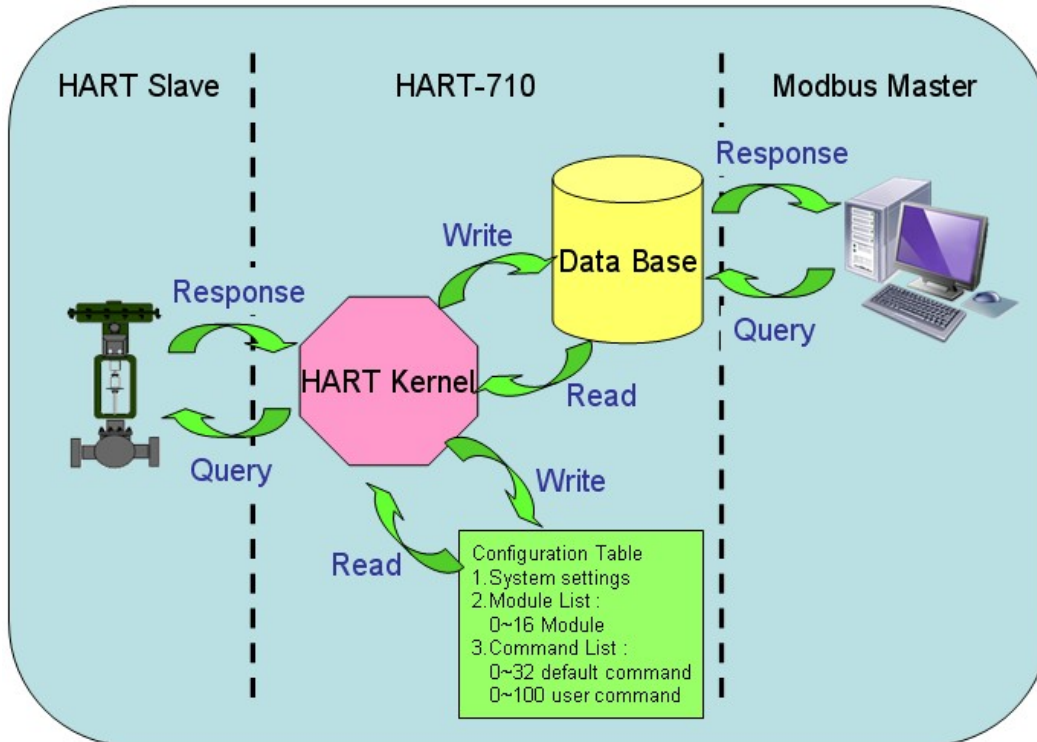 HART Slave
HART-710
Modbus Master
Response
Write
Data Base
Response
Query
HART Kernel
Read
Query
Write
Read
Configuration Table
1.System settings
2.Module List :
0~16 Module
3.Command List :
0~32 default command
0~100 user command